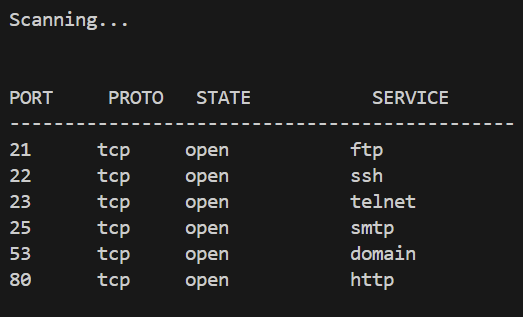 Scanning...
PORT PROTO STATE SERVICE
----------------------------------------------
21 tcp open ftp
22 tcp open ssh
23 tcp open telnet
25 tcp open smtp
53 tcp open domain
80 tcp open http